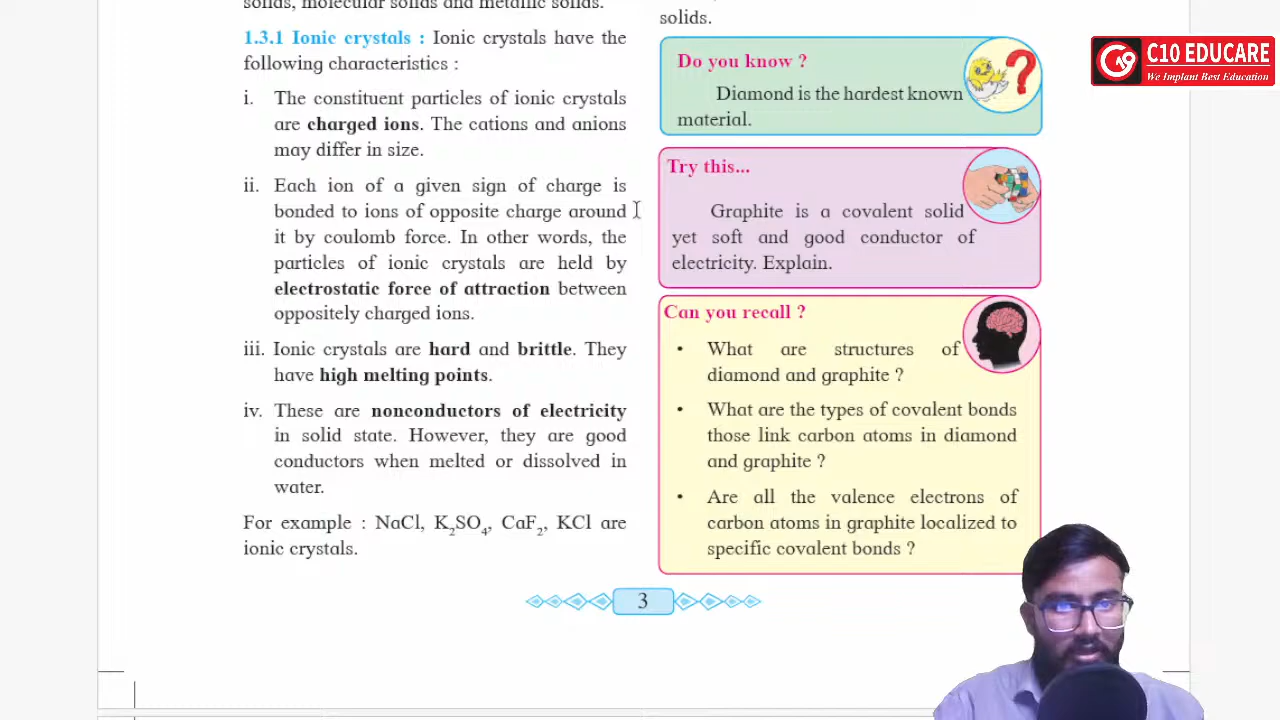 solids, molecular solids and metallic solids.
1.3.1 Ionic crystals : Ionic crystals have the
following characteristics :
i. The constituent particles of ionic crystals
are charged ions. The cations and anions
may differ in size.
ii. Each ion of a given sign of charge is
bonded to ions of opposite charge around
it by coulomb force. In other words, the
particles of ionic crystals are held by
electrostatic force of attraction between
oppositely charged ions.
iii. Ionic crystals are hard and brittle. They
have high melting points.
iv. These are nonconductors of electricity
in solid state. However, they are good
conductors when melted or dissolved in
water.
For example : NaCl, K₂SO₄, CaF₂, KCl are
ionic crystals.
solids.
Do you know ?
Diamond is the hardest known
material.
Try this...
Graphite is a covalent solid
yet soft and good conductor of
electricity. Explain.
Can you recall ?
• What are structures of
diamond and graphite ?
• What are the types of covalent bonds
those link carbon atoms in diamond
and graphite ?
• Are all the valence electrons of
carbon atoms in graphite localized to
specific covalent bonds ?
3
C10 EDUCARE
We Implant Best Education